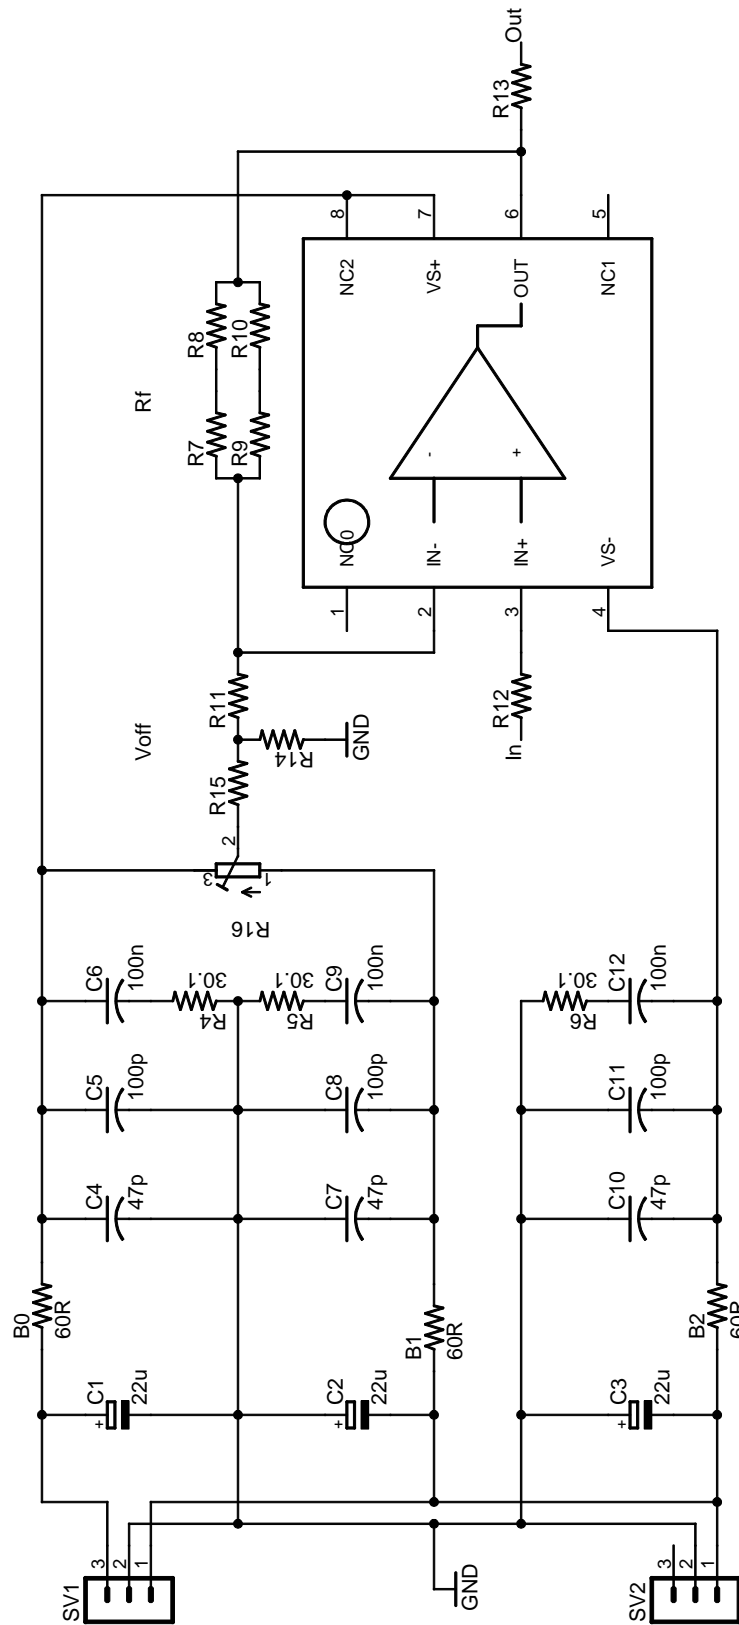 SV1
3
2
1
GND
SV2
3
2
1
C1
22u
+
C2
22u
+
C3
22u
+
B0
60R
B1
60R
B2
60R
C4
47p
C5
100p
C6
100n
R4
30.1
R5
30.1
C7
47p
C8
100p
C9
100n
C10
47p
C11
100p
R6
30.1
C12
100n
R16
3
2
1
R15
R14
GND
R11
Voff
In
R12
R7
R8
R9
R10
Rf
1
2
3
4
NC0
IN-
IN+
VS-
-
+
NC2
VS+
OUT
NC1
8
7
6
5
R13
Out